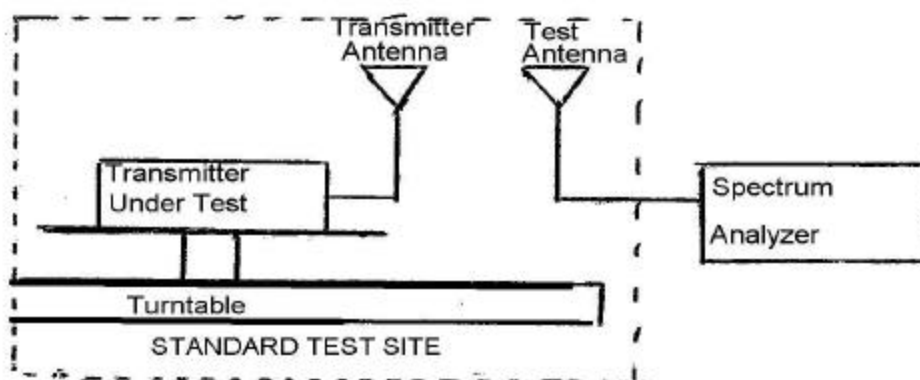 Transmitter
Antenna
Test
Antenna
Transmitter
Under Test
Spectrum
Analyzer
Turntable
STANDARD TEST SITE